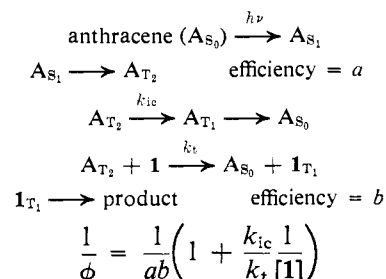 anthracene (A_{S_0}) \xrightarrow{h\nu} A_{S_1}
A_{S_1} \longrightarrow A_{T_2} efficiency = a
A_{T_2} \xrightarrow{k_{ic}} A_{T_1} \longrightarrow A_{S_0}
A_{T_2} + 1 \xrightarrow{k_t} A_{S_0} + 1_{T_1}
1_{T_1} \longrightarrow product efficiency = b
\frac{1}{\phi} = \frac{1}{ab}\left(1 + \frac{k_{ic}}{k_t}\frac{1}{[1]}\right)